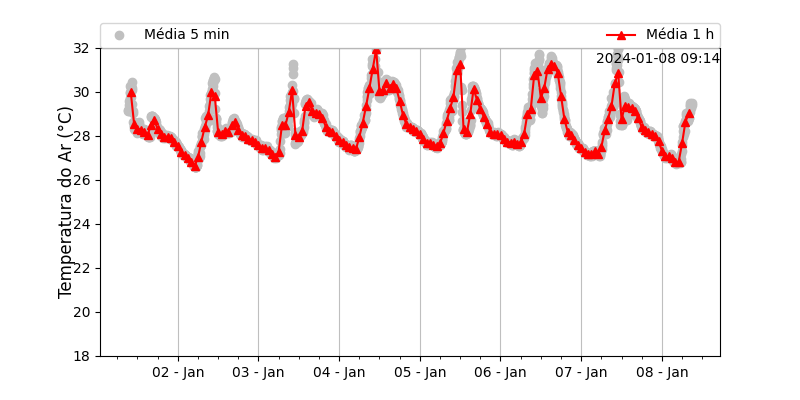 Média 5 min
Média 1 h
2024-01-08 09:14
Temperatura do Ar (°C)
32
30
28
26
24
22
20
18
02 - Jan
03 - Jan
04 - Jan
05 - Jan
06 - Jan
07 - Jan
08 - Jan